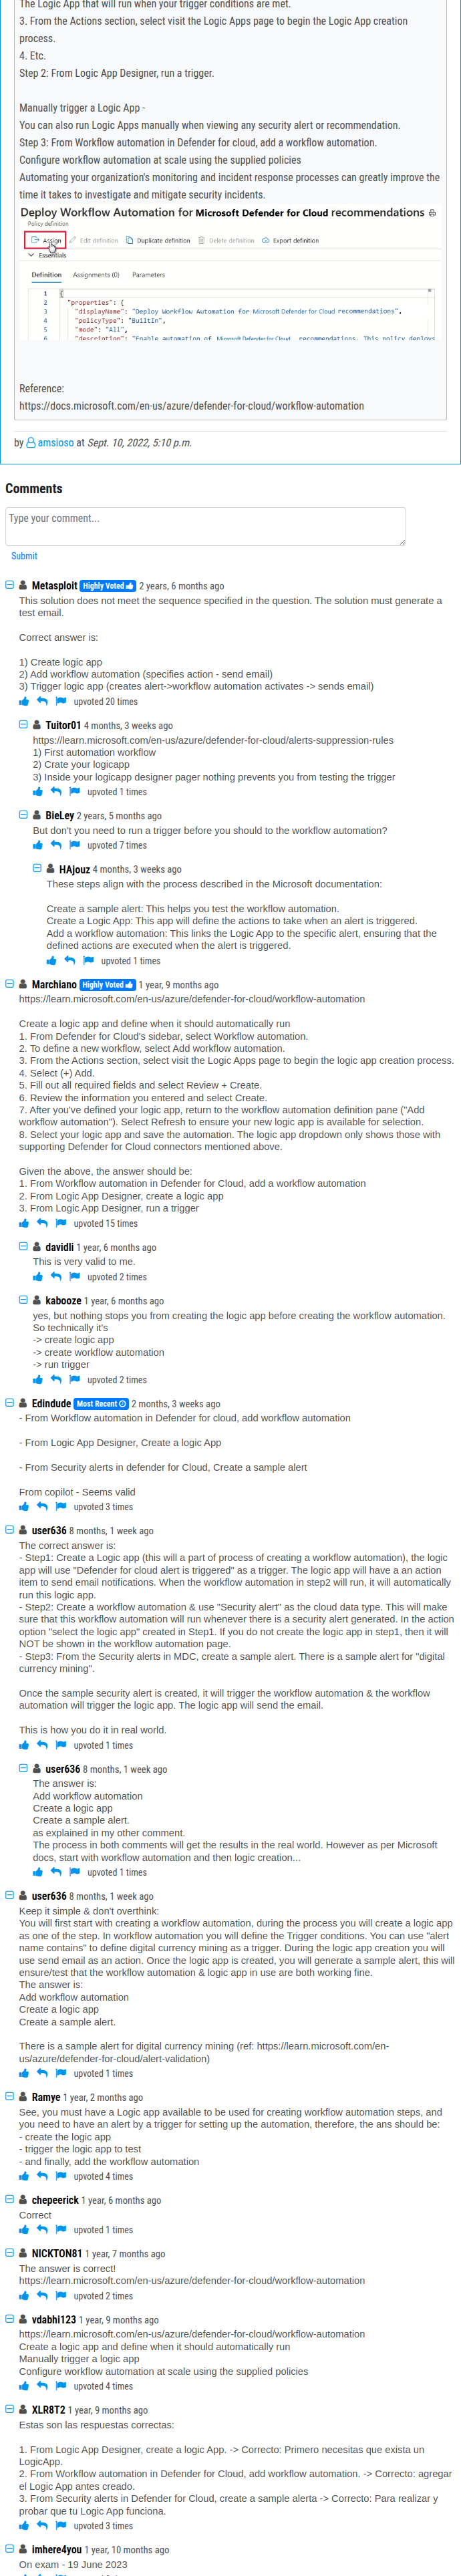 The Logic App that will run when your trigger conditions are met.
3. From the Actions section, select visit the Logic Apps page to begin the Logic App creation
process.
4. Etc.
Step 2: From Logic App Designer, run a trigger.
Manually trigger a Logic App -
You can also run Logic Apps manually when viewing any security alert or recommendation.
Step 3: From Workflow automation in Defender for cloud, add a workflow automation.
Configure workflow automation at scale using the supplied policies
Automating your organization's monitoring and incident response processes can greatly improve the
time it takes to investigate and mitigate security incidents.
Deploy Workflow Automation for Microsoft Defender for Cloud recommendations
Policy definition
Assign Edit definition Duplicate definition Delete definition Export definition
Essentials
Definition Assignments (0) Parameters
1 {
2 "properties": {
3 "displayName": "Deploy Workflow Automation for Microsoft Defender for Cloud recommendations",
4 "policyType": "BuiltIn",
5 "mode": "All",
6 "description": "Enable automation of Microsoft Defender for Cloud recommendations. This policy deploys
Reference:
https://docs.microsoft.com/en-us/azure/defender-for-cloud/workflow-automation
by amsioso at Sept. 10, 2022, 5:10 p.m.
Comments
Type your comment...
Submit
Metasploit Highly Voted 2 years, 6 months ago
This solution does not meet the sequence specified in the question. The solution must generate a
test email.
Correct answer is:
1) Create logic app
2) Add workflow automation (specifies action - send email)
3) Trigger logic app (creates alert->workflow automation activates -> sends email)
upvoted 20 times
Tuitor01 4 months, 3 weeks ago
https://learn.microsoft.com/en-us/azure/defender-for-cloud/alerts-suppression-rules
1) First automation workflow
2) Crate your logicapp
3) Inside your logicapp designer pager nothing prevents you from testing the trigger
upvoted 1 times
BieLey 2 years, 5 months ago
But don't you need to run a trigger before you should to the workflow automation?
upvoted 7 times
HAjouz 4 months, 3 weeks ago
These steps align with the process described in the Microsoft documentation:
Create a sample alert: This helps you test the workflow automation.
Create a Logic App: This app will define the actions to take when an alert is triggered.
Add a workflow automation: This links the Logic App to the specific alert, ensuring that the
defined actions are executed when the alert is triggered.
upvoted 1 times
Marchiano Highly Voted 1 year, 9 months ago
https://learn.microsoft.com/en-us/azure/defender-for-cloud/workflow-automation
Create a logic app and define when it should automatically run
1. From Defender for Cloud's sidebar, select Workflow automation.
2. To define a new workflow, select Add workflow automation.
3. From the Actions section, select visit the Logic Apps page to begin the logic app creation process.
4. Select (+) Add.
5. Fill out all required fields and select Review + Create.
6. Review the information you entered and select Create.
7. After you've defined your logic app, return to the workflow automation definition pane ("Add
workflow automation"). Select Refresh to ensure your new logic app is available for selection.
8. Select your logic app and save the automation. The logic app dropdown only shows those with
supporting Defender for Cloud connectors mentioned above.
Given the above, the answer should be:
1. From Workflow automation in Defender for Cloud, add a workflow automation
2. From Logic App Designer, create a logic app
3. From Logic App Designer, run a trigger
upvoted 15 times
davidli 1 year, 6 months ago
This is very valid to me.
upvoted 2 times
kabooze 1 year, 6 months ago
yes, but nothing stops you from creating the logic app before creating the workflow automation.
So technically it's
-> create logic app
-> create workflow automation
-> run trigger
upvoted 2 times
Edindude Most Recent 2 months, 3 weeks ago
- From Workflow automation in Defender for cloud, add workflow automation
- From Logic App Designer, Create a logic App
- From Security alerts in defender for Cloud, Create a sample alert
From copilot - Seems valid
upvoted 3 times
user636 8 months, 1 week ago
The correct answer is:
- Step1: Create a Logic app (this will a part of process of creating a workflow automation), the logic
app will use "Defender for cloud alert is triggered" as a trigger. The logic app will have a an action
item to send email notifications. When the workflow automation in step2 will run, it will automatically
run this logic app.
- Step2: Create a workflow automation & use "Security alert" as the cloud data type. This will make
sure that this workflow automation will run whenever there is a security alert generated. In the action
option "select the logic app" created in Step1. If you do not create the logic app in step1, then it will
NOT be shown in the workflow automation page.
- Step3: From the Security alerts in MDC, create a sample alert. There is a sample alert for "digital
currency mining".
Once the sample security alert is created, it will trigger the workflow automation & the workflow
automation will trigger the logic app. The logic app will send the email.
This is how you do it in real world.
upvoted 1 times
user636 8 months, 1 week ago
The answer is:
Add workflow automation
Create a logic app
Create a sample alert.
as explained in my other comment.
The process in both comments will get the results in the real world. However as per Microsoft
docs, start with workflow automation and then logic creation...
upvoted 1 times
user636 8 months, 1 week ago
Keep it simple & don't overthink:
You will first start with creating a workflow automation, during the process you will create a logic app
as one of the step. In workflow automation you will define the Trigger conditions. You can use "alert
name contains" to define digital currency mining as a trigger. During the logic app creation you will
use send email as an action. Once the logic app is created, you will generate a sample alert, this will
ensure/test that the workflow automation & logic app in use are both working fine.
The answer is:
Add workflow automation
Create a logic app
Create a sample alert.
There is a sample alert for digital currency mining (ref: https://learn.microsoft.com/en-
us/azure/defender-for-cloud/alert-validation)
upvoted 1 times
Ramye 1 year, 2 months ago
See, you must have a Logic app available to be used for creating workflow automation steps, and
you need to have an alert by a trigger for setting up the automation, therefore, the ans should be:
- create the logic app
- trigger the logic app to test
- and finally, add the workflow automation
upvoted 4 times
chepeerick 1 year, 6 months ago
Correct
upvoted 1 times
NICKTON81 1 year, 7 months ago
The answer is correct!
https://learn.microsoft.com/en-us/azure/defender-for-cloud/workflow-automation
upvoted 2 times
vdabhi123 1 year, 9 months ago
https://learn.microsoft.com/en-us/azure/defender-for-cloud/workflow-automation
Create a logic app and define when it should automatically run
Manually trigger a logic app
Configure workflow automation at scale using the supplied policies
upvoted 4 times
XLR8T2 1 year, 9 months ago
Estas son las respuestas correctas:
1. From Logic App Designer, create a logic App. -> Correcto: Primero necesitas que exista un
LogicApp.
2. From Workflow automation in Defender for Cloud, add workflow automation. -> Correcto: agregar
el Logic App antes creado.
3. From Security alerts in Defender for Cloud, create a sample alerta -> Correcto: Para realizar y
probar que tu Logic App funciona.
upvoted 3 times
imhere4you 1 year, 10 months ago
On exam - 19 June 2023